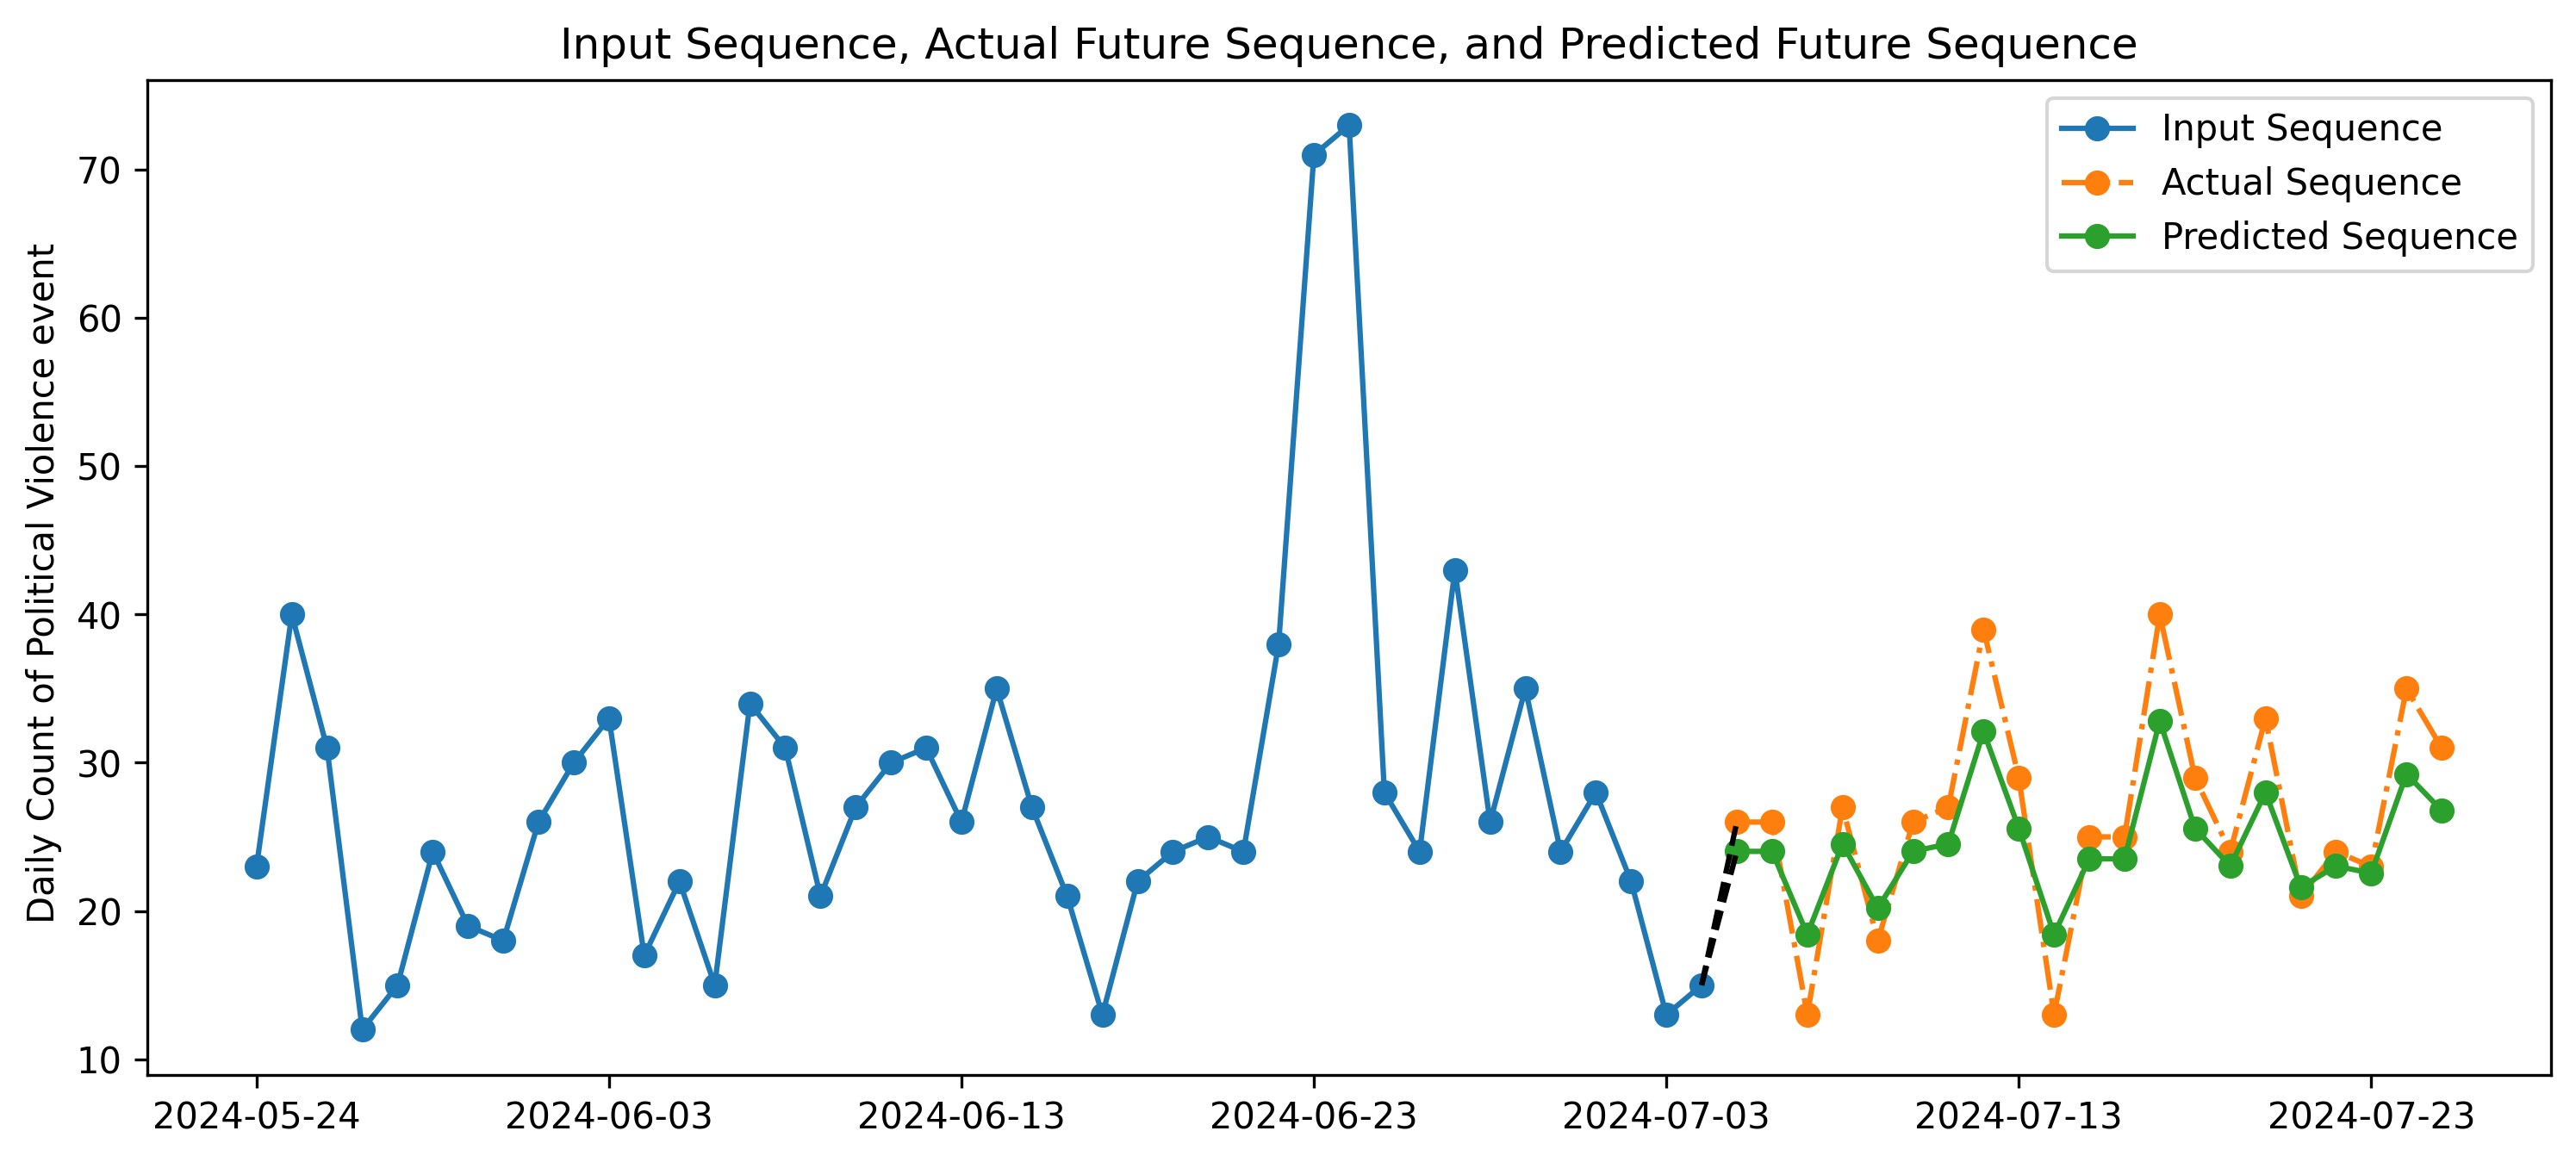 Input Sequence, Actual Future Sequence, and Predicted Future Sequence
Daily Count of Political Violence event
70
60
50
40
30
20
10
Input Sequence
Actual Sequence
Predicted Sequence
2024-05-24 2024-06-03 2024-06-13 2024-06-23 2024-07-03 2024-07-13 2024-07-23